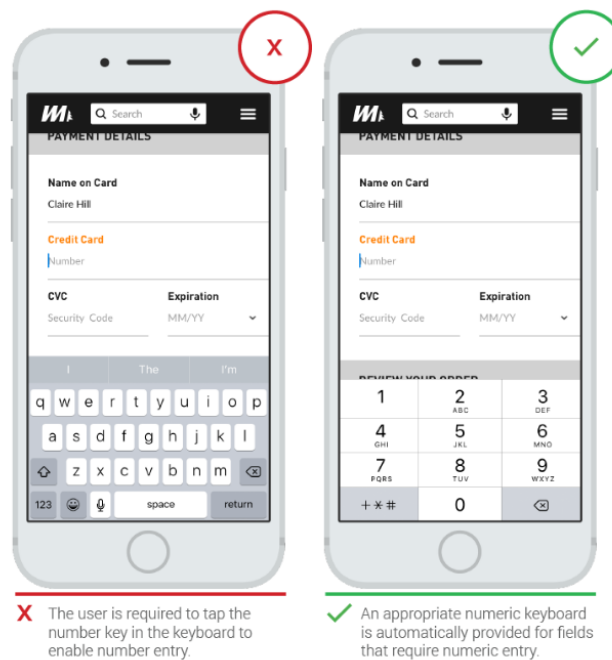 X
Search
PAYMENT DETAILS
Name on Card
Claire Hill
Credit Card
Number
CVC Expiration
Security Code MM/YY
I The I'm
q w e r t y u i o p
a s d f g h j k l
z x c v b n m
123 space return
X The user is required to tap the
number key in the keyboard to
enable number entry.
Search
PAYMENT DETAILS
Name on Card
Claire Hill
Credit Card
Number
CVC Expiration
Security Code MM/YY
REVIEW YOUR ORDER
1 2 3
ABC DEF
4 5 6
GHI JKL MNO
7 8 9
PQRS TUV WXYZ
+*# 0
An appropriate numeric keyboard
is automatically provided for fields
that require numeric entry.